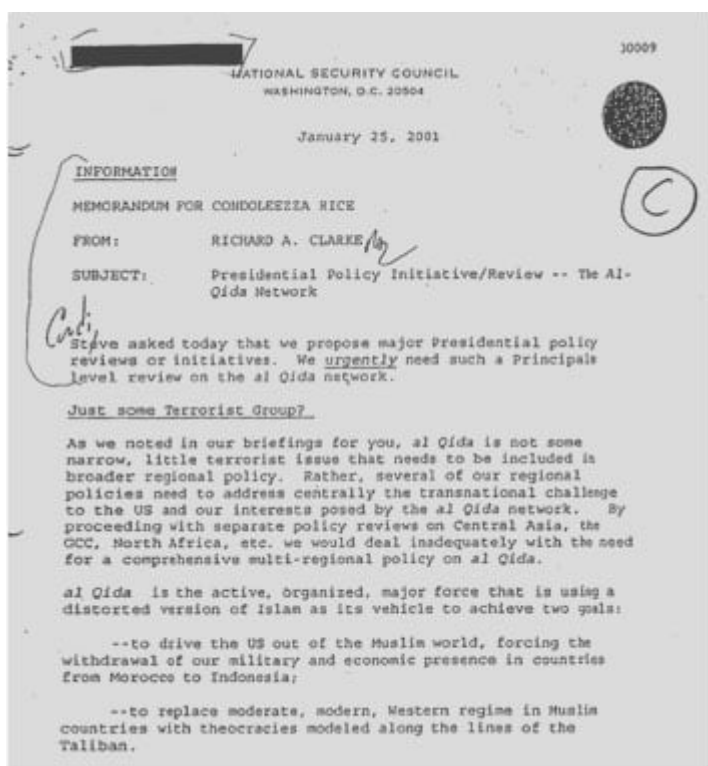 30009
NATIONAL SECURITY COUNCIL
WASHINGTON, D.C. 20504
January 25, 2001
INFORMATION
C
MEMORANDUM FOR CONDOLEEZZA RICE
FROM: RICHARD A. CLARKE
SUBJECT: Presidential Policy Initiative/Review -- The Al-
Qida Network
Condi,
Steve asked today that we propose major Presidential policy
reviews or initiatives. We urgently need such a Principals
level review on the al Qida network.
Just some Terrorist Group?
As we noted in our briefings for you, al Qida is not some
narrow, little terrorist issue that needs to be included in
broader regional policy. Rather, several of our regional
policies need to address centrally the transnational challenge
to the US and our interests posed by the al Qida network. By
proceeding with separate policy reviews on Central Asia, the
GCC, North Africa, etc. we would deal inadequately with the need
for a comprehensive multi-regional policy on al Qida.
al Qida is the active, organized, major force that is using a
distorted version of Islam as its vehicle to achieve two goals:
--to drive the US out of the Muslim world, forcing the
withdrawal of our military and economic presence in countries
from Morocco to Indonesia;
--to replace moderate, modern, Western regime in Muslim
countries with theocracies modeled along the lines of the
Taliban.